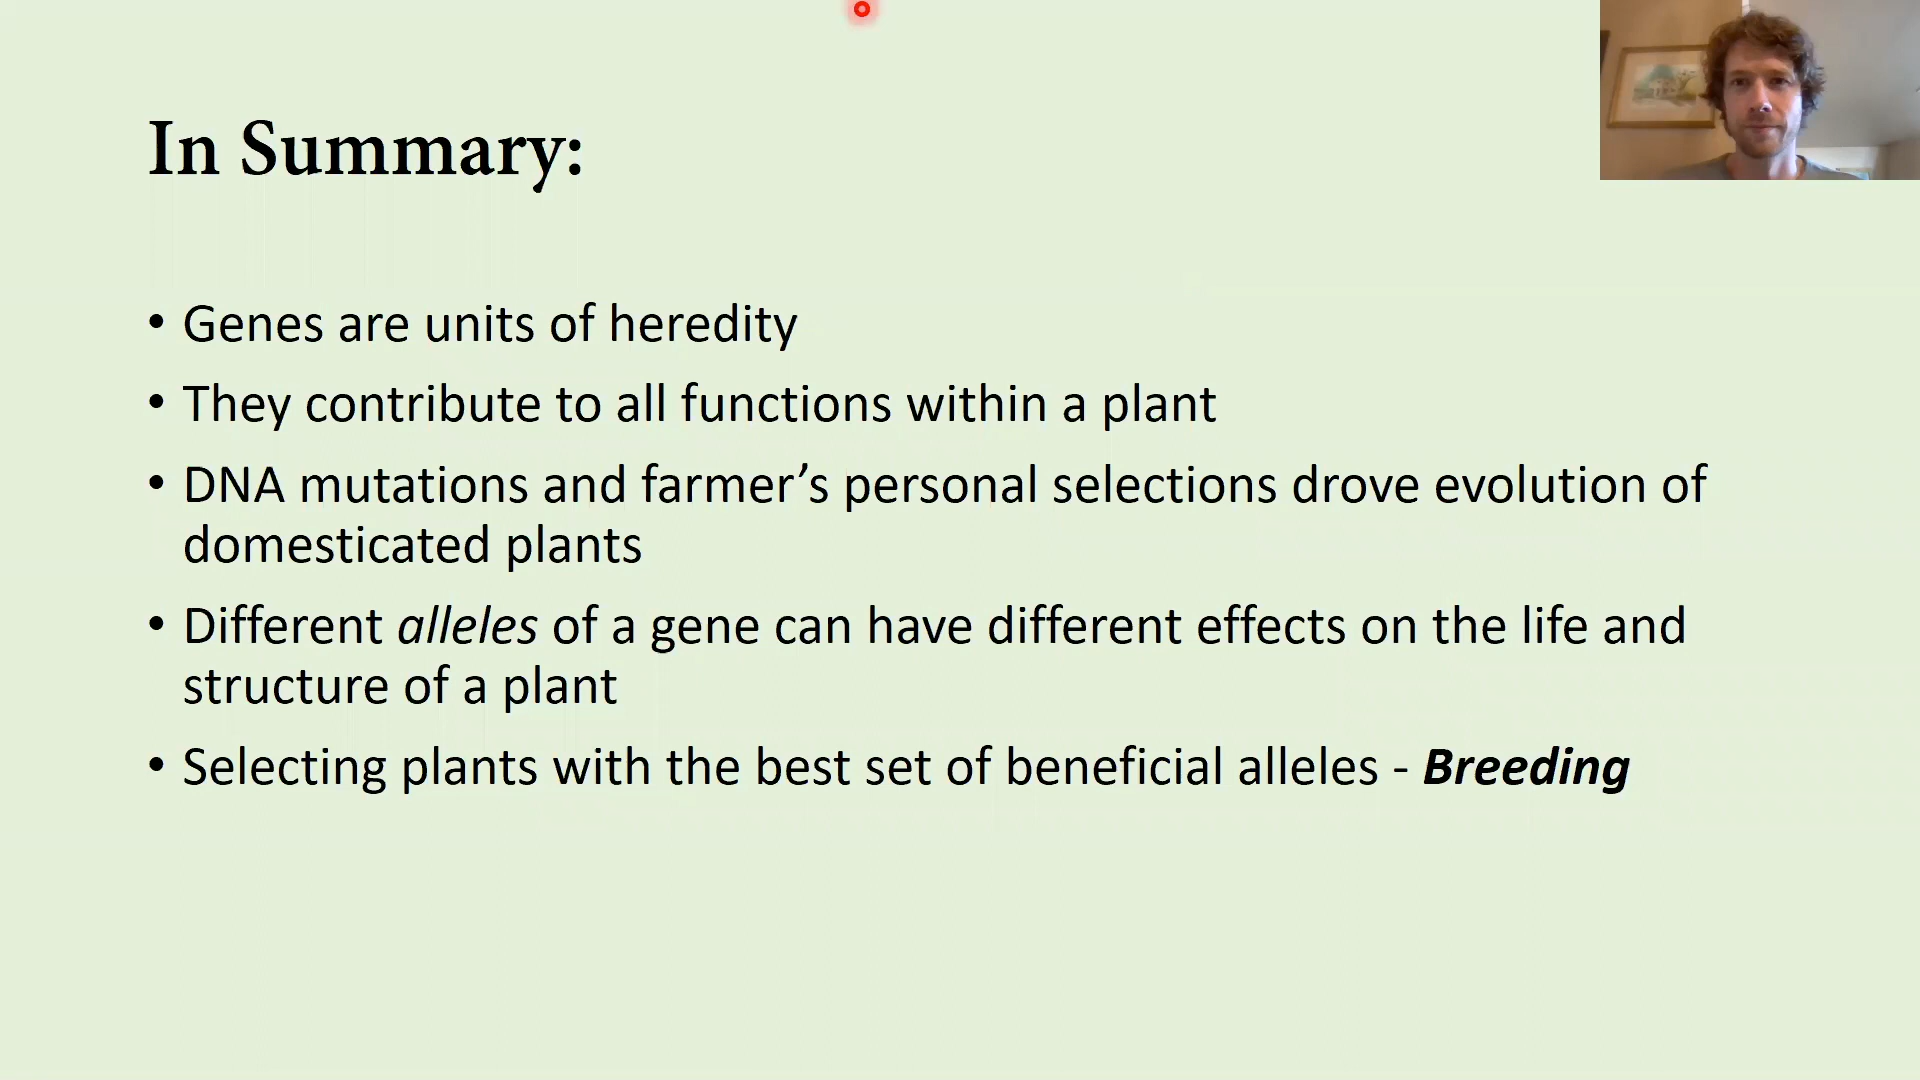 In Summary:
• Genes are units of heredity
• They contribute to all functions within a plant
• DNA mutations and farmer’s personal selections drove evolution of
domesticated plants
• Different alleles of a gene can have different effects on the life and
structure of a plant
• Selecting plants with the best set of beneficial alleles - Breeding